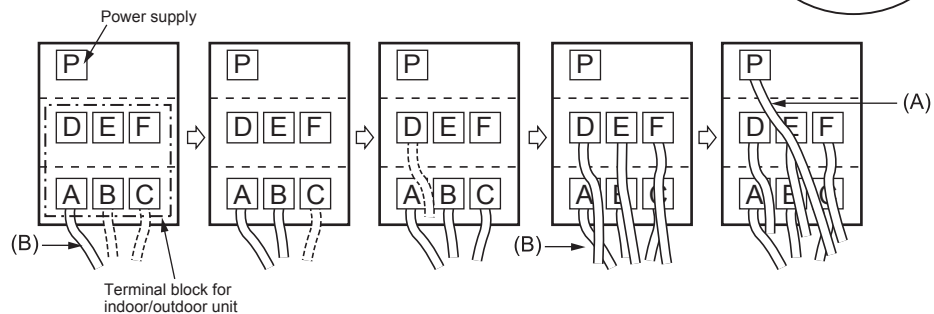 Power supply
P P P P P
(A)
D E F D E F D E F D E F D E F
A B C A B C A B C A B C A B C
(B) (B)
Terminal block for
indoor/outdoor unit